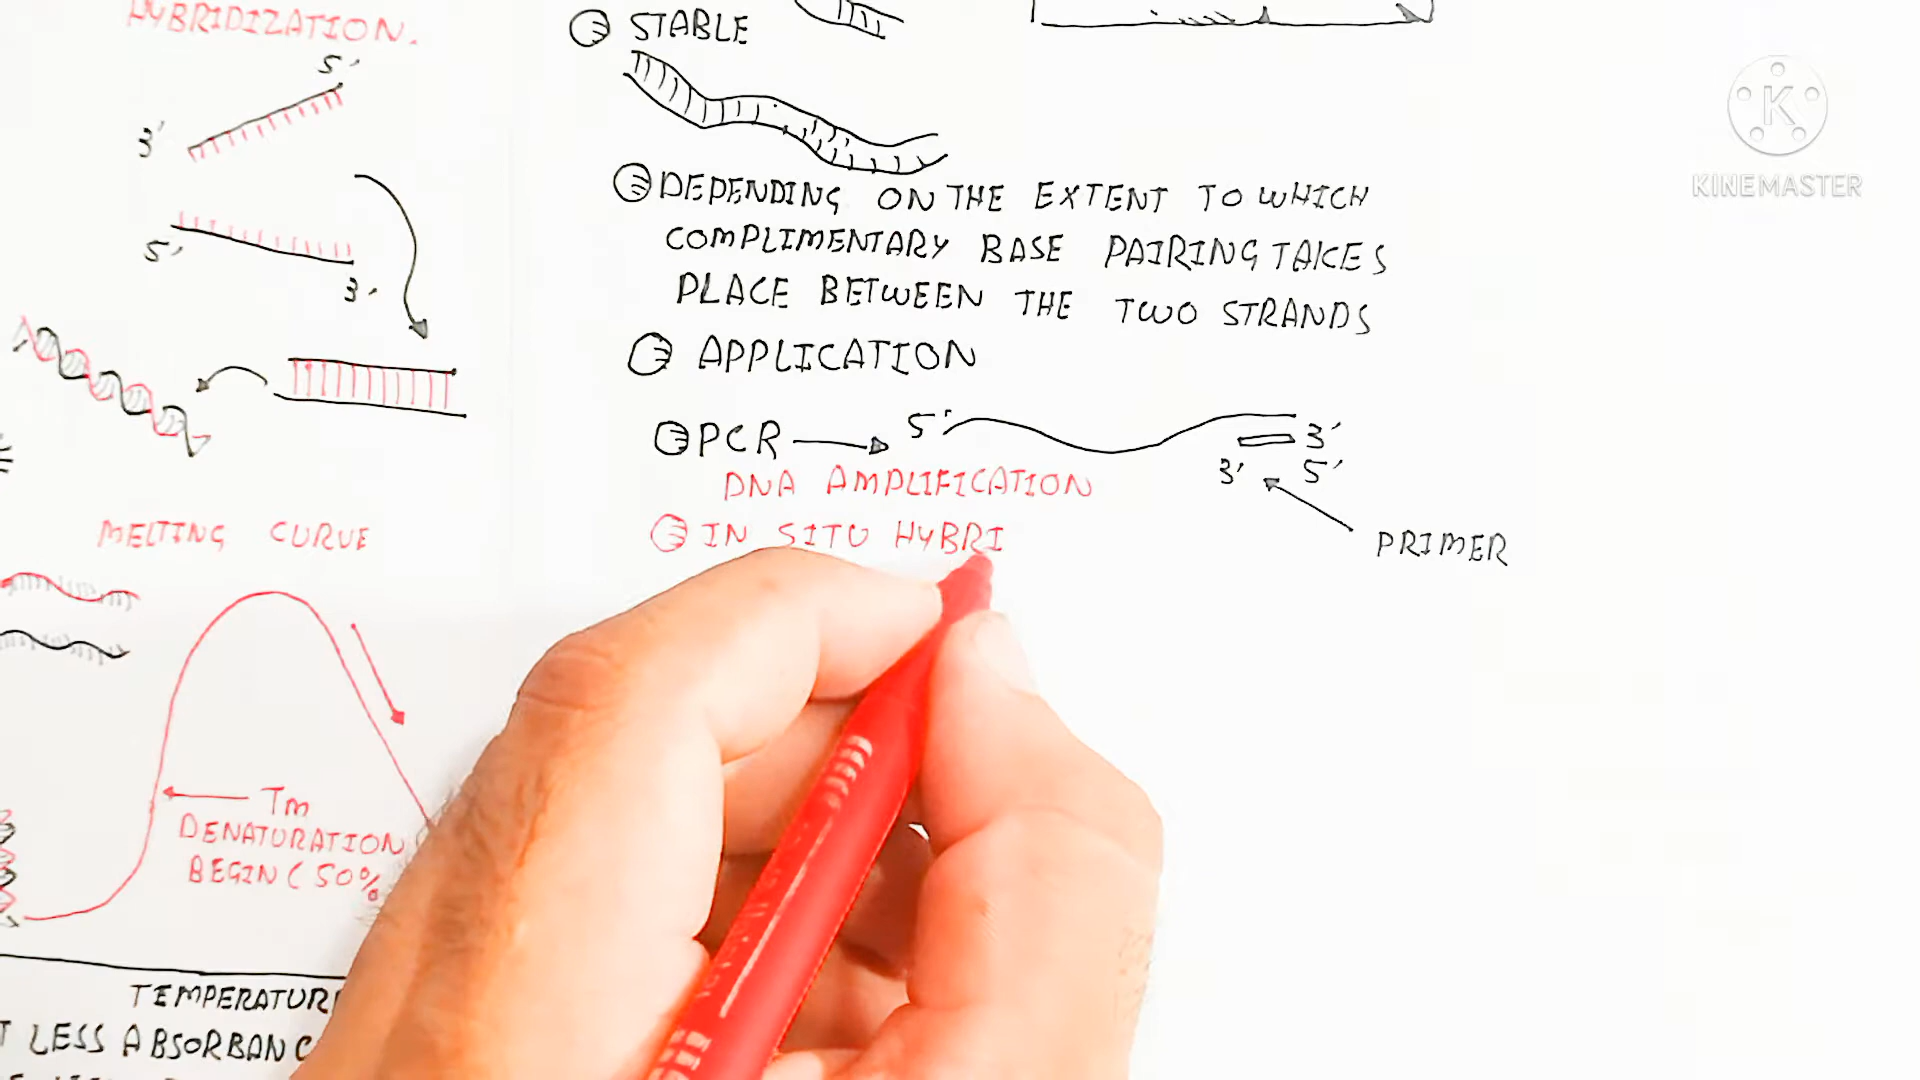 HYBRIDIZATION.
5'
3'
5'
3'
MELTING CURVE
Tm
DENATURATION
BEGIN (50%
TEMPERATUR
LESS ABSORBANC
STABLE
DEPENDING ON THE EXTENT TO WHICH
COMPLIMENTARY BASE PAIRING TAKES
PLACE BETWEEN THE TWO STRANDS
APPLICATION
PCR 5' 3'
3' 5'
DNA AMPLIFICATION
IN SITU HYBRI
PRIMER
K
KINEMASTER